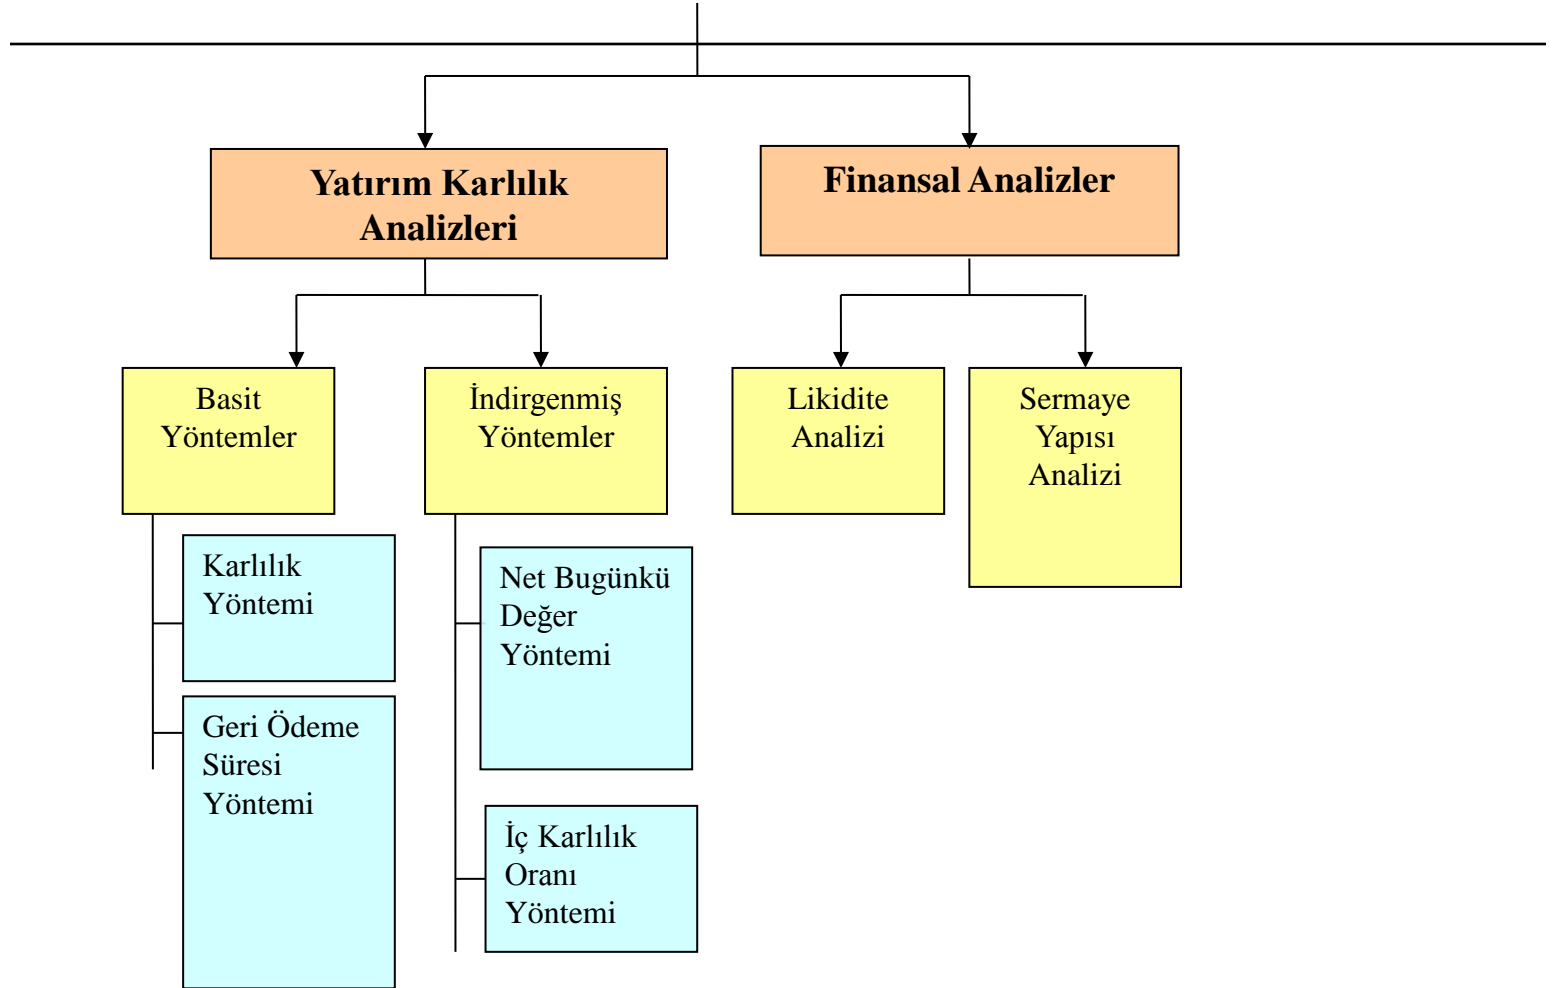 Yatırım Karlılık
Analizleri
Finansal Analizler
Basit
Yöntemler
İndirgenmiş
Yöntemler
Likidite
Analizi
Sermaye
Yapısı
Analizi
Karlılık
Yöntemi
Geri Ödeme
Süresi
Yöntemi
Net Bugünkü
Değer
Yöntemi
İç Karlılık
Oranı
Yöntemi